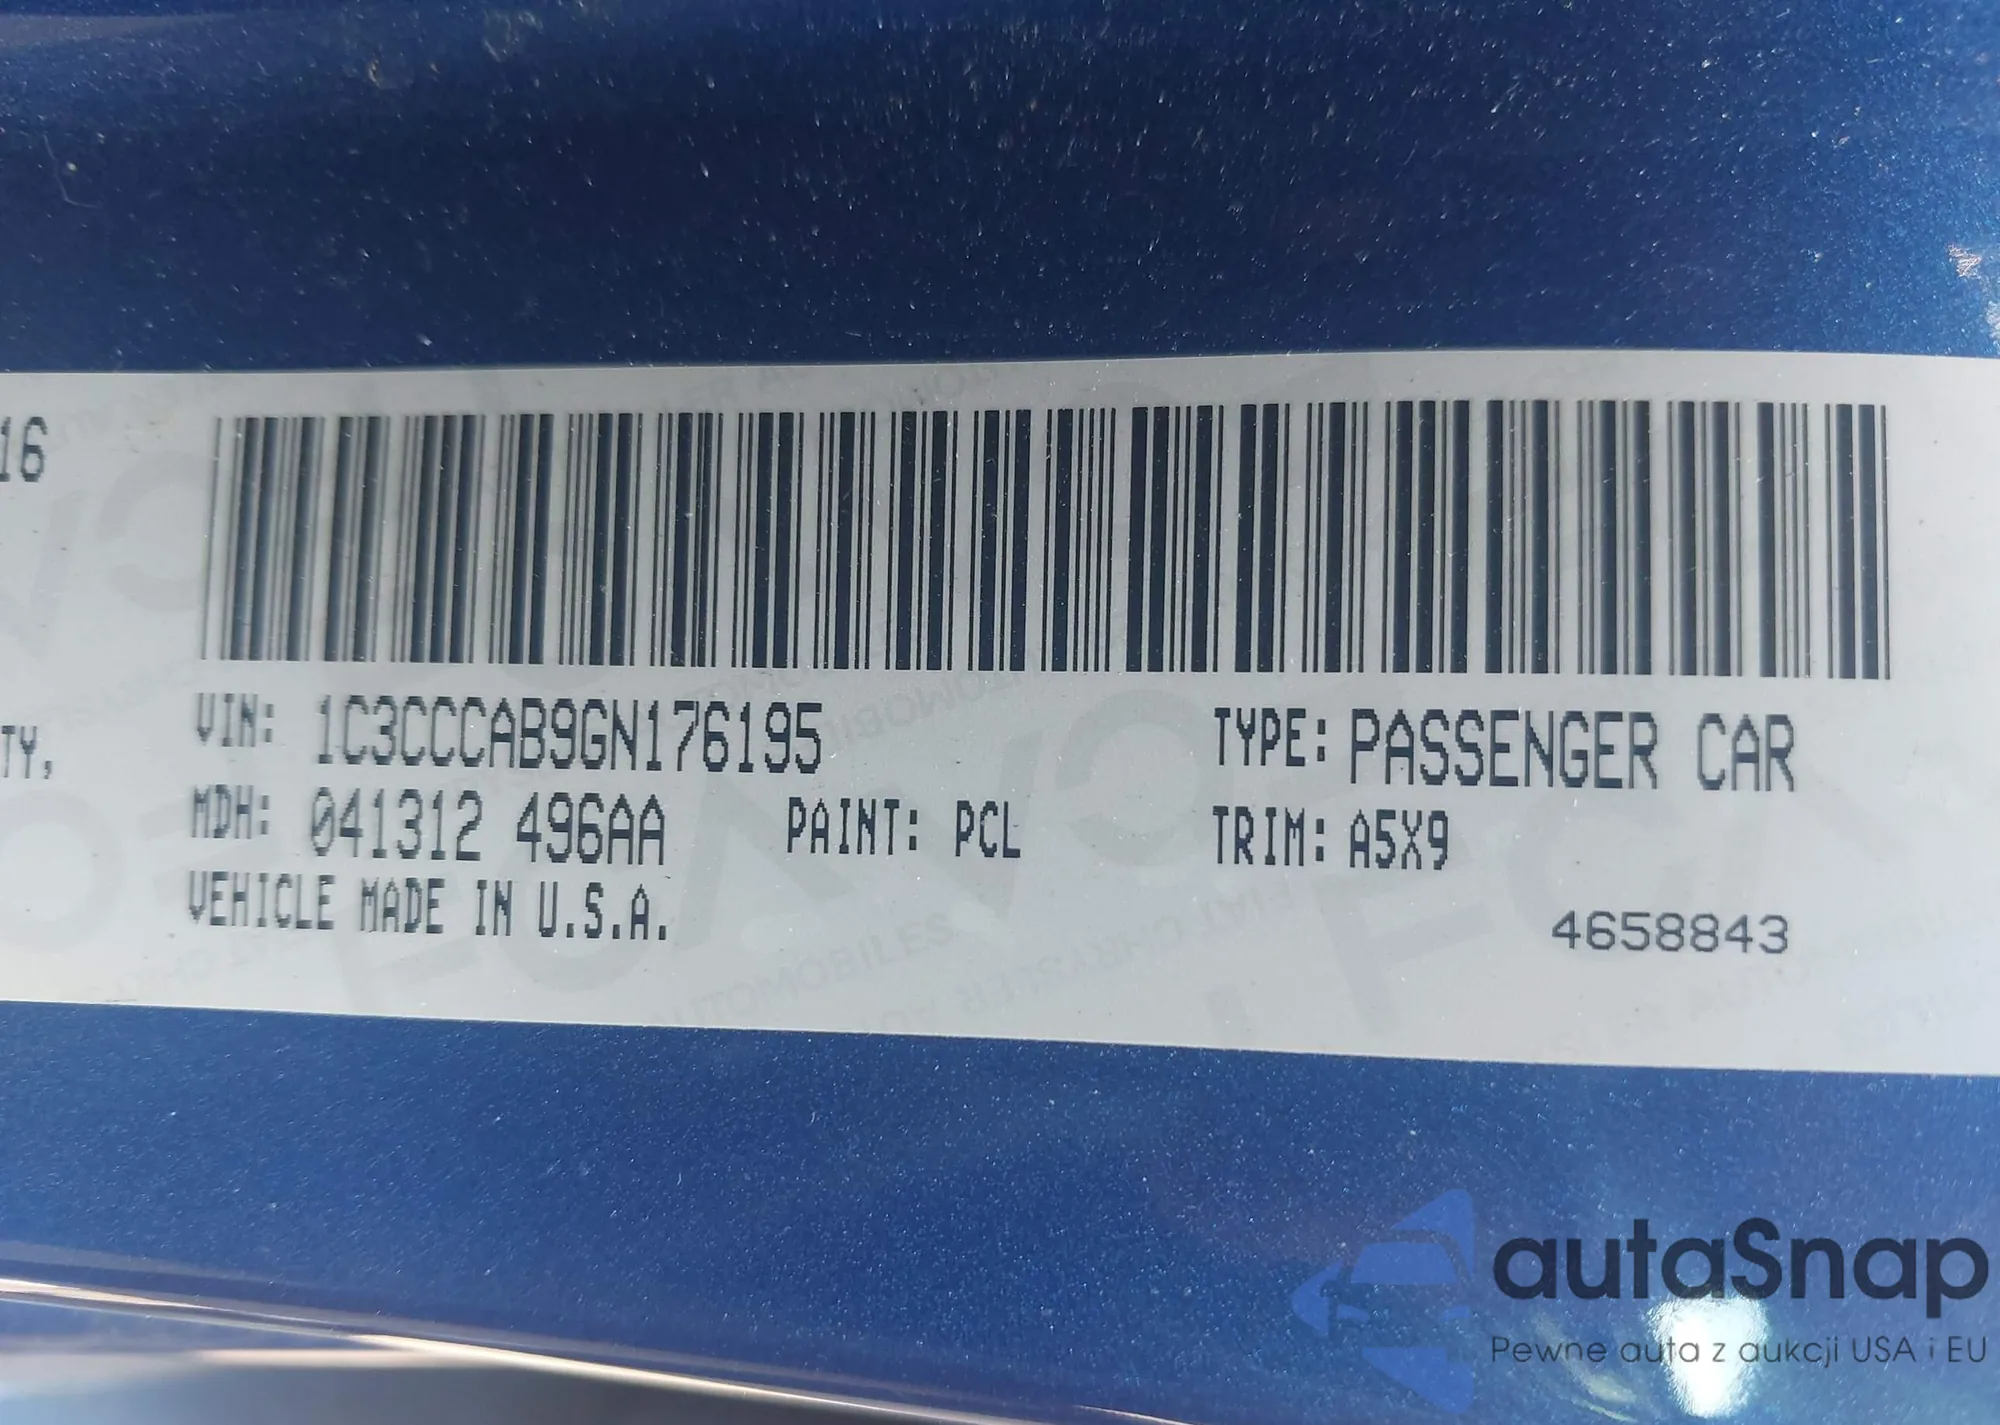 16
TY,
VIN: 1C3CCCAB9GN176195
TYPE: PASSENGER CAR
MDH: 041312 496AA
PAINT: PCL
TRIM: A5X9
VEHICLE MADE IN U.S.A.
4658843
autaSnap
Pewne auta z aukcji USA i EU